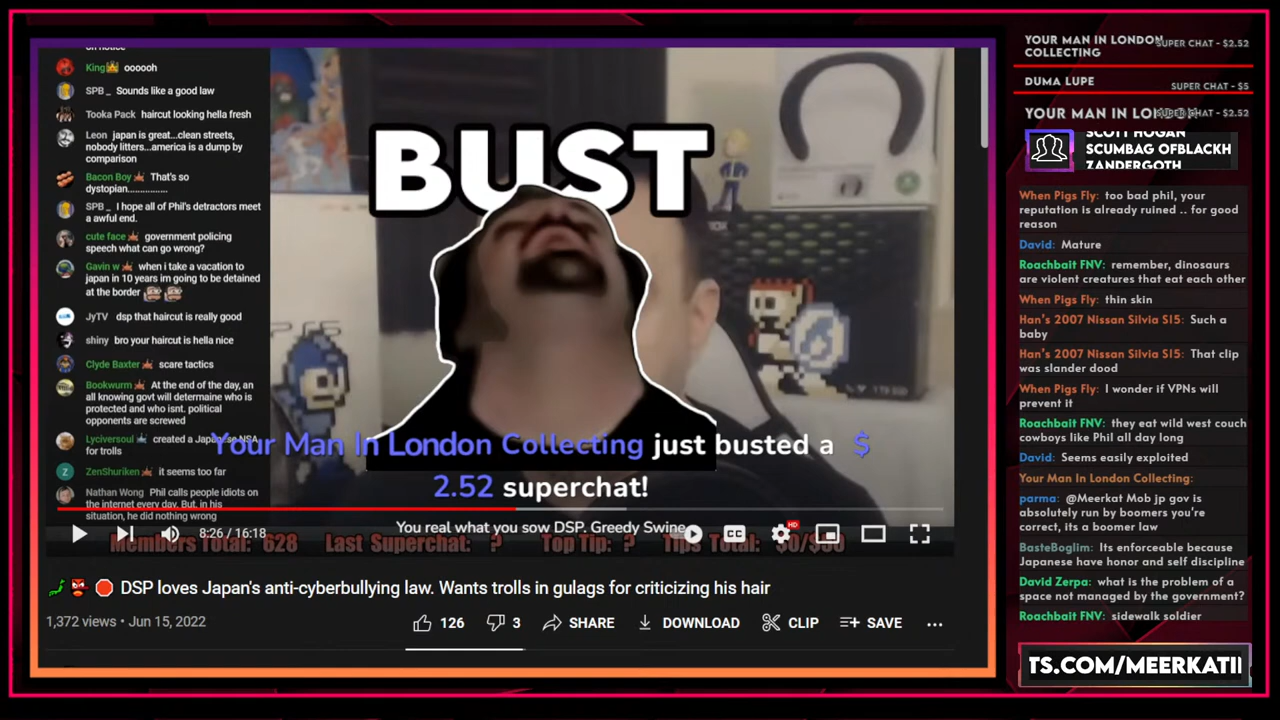 on notice
King oooooh
SPB _ Sounds like a good law
Tooka Pack haircut looking hella fresh
Leon japan is great...clean streets,
nobody litters...america is a dump by
comparison
Bacon Boy That's so
dystopian................
SPB _ I hope all of Phil's detractors meet
a awful end.
cute face government policing
speech what can go wrong?
Gavin w when i take a vacation to
japan in 10 years im going to be detained
at the border
JyTV dsp that haircut is really good
shiny bro your haircut is hella nice
Clyde Baxter scare tactics
Bookwurm At the end of the day, an
all knowing govt will determine who is
protected and who isnt. political
opponents are screwed
Lyciversoul created a Japanese NSA
for trolls
ZenShuriken it seems too far
Nathan Wong Phil calls people idiots on
the internet every day. But, in his
situation, he did nothing wrong
BUST
Your Man In London Collecting just busted a $
2.52 superchat!
You real what you sow DSP. Greedy Swine
8:26 / 16:18
HD
Members Total: 628 Last Superchat: ? Top Tip: ? Tips Total: $0/$50
DSP loves Japan's anti-cyberbullying law. Wants trolls in gulags for criticizing his hair
1,372 views • Jun 15, 2022
126 3 SHARE DOWNLOAD CLIP SAVE ...
YOUR MAN IN LONDON
COLLECTING
SUPER CHAT - $2.52
DUMA LUPE
SUPER CHAT - $5
YOUR MAN IN LONDON
SUPER CHAT - $2.52
SCOTT HOGAN
SCUMBAG OFBLACKH
ZANDERGOTH
When Pigs Fly: too bad phil, your
reputation is already ruined .. for good
reason
David: Mature
Roachbait FNV: remember, dinosaurs
are violent creatures that eat each other
When Pigs Fly: thin skin
Han's 2007 Nissan Silvia S15: Such a
baby
Han's 2007 Nissan Silvia S15: That clip
was slander dood
When Pigs Fly: I wonder if VPNs will
prevent it
Roachbait FNV: they eat wild west couch
cowboys like Phil all day long
David: Seems easily exploited
Your Man In London Collecting:
parma: @Meerkat Mob jp gov is
absolutely run by boomers you're
correct, its a boomer law
BasteBoglim: Its enforceable because
Japanese have honor and self discipline
David Zerpa: what is the problem of a
space not managed by the government?
Roachbait FNV: sidewalk soldier
TS.COM/MEERKATII